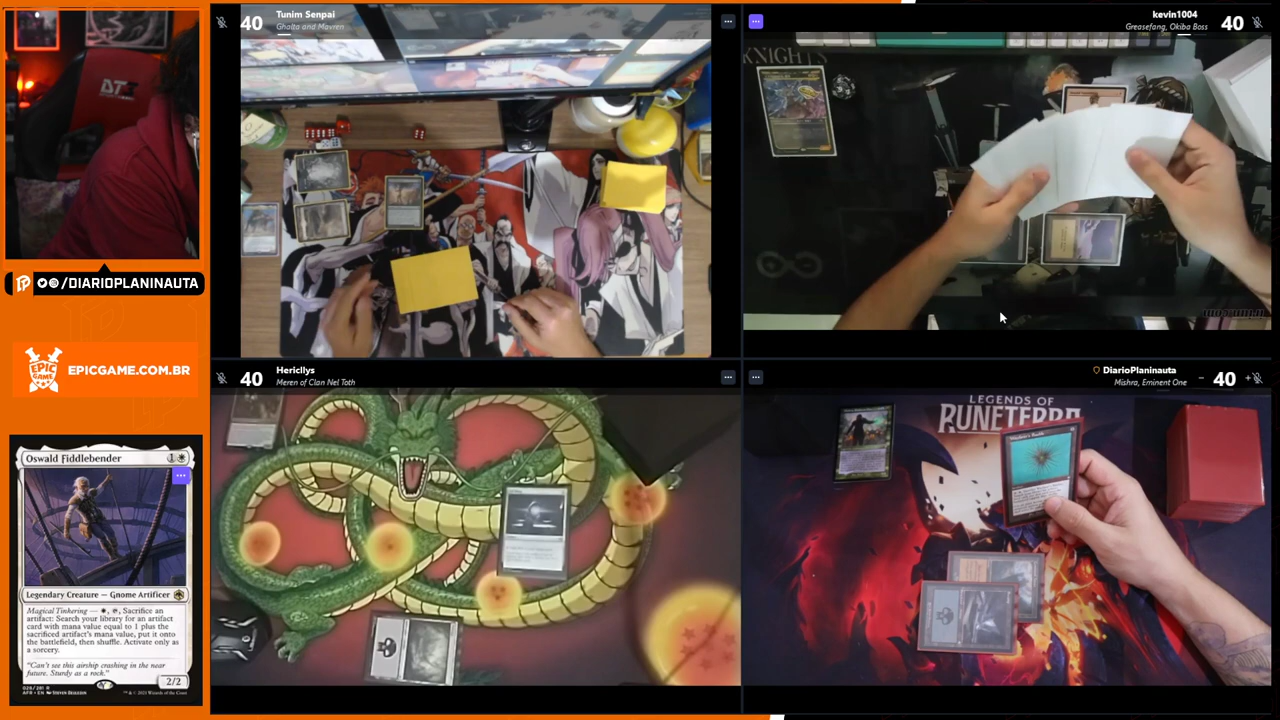 DTX
/DIARIOPLANINAUTA
EPIC GAME
EPICGAME.COM.BR
Oswald Fiddlebender
Legendary Creature — Gnome Artificer
Magical Tinkering — , , Sacrifice an
artifact: Search your library for an artifact
card with mana value equal to 1 plus the
sacrificed artifact's mana value, put it onto
the battlefield, then shuffle. Activate only as
a sorcery.
"Can't see this airship crashing in the near
future. Sturdy as a rock."
2/2
40
Tunim Senpai
Ghalta and Mavren
kevin1004
Greasefang, Okiba Boss
40
KNIGHTS
40
Hericllys
Meren of Clan Nel Toth
DiarioPlaninauta
Mishra, Eminent One
− 40 +
LEGENDS OF
RUNETERRA